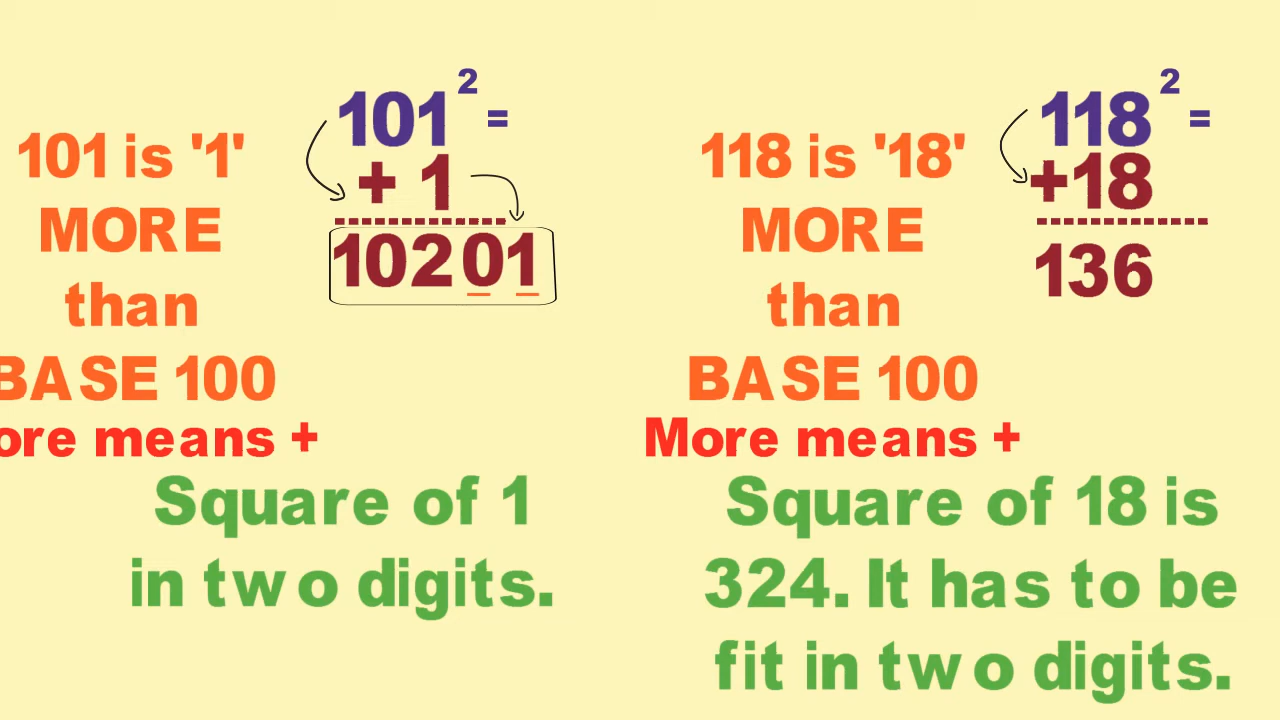 101² =
+ 1
10201
101 is '1'
MORE
than
BASE 100
ore means +
Square of 1
in two digits.
118² =
+18
136
118 is '18'
MORE
than
BASE 100
More means +
Square of 18 is
324. It has to be
fit in two digits.